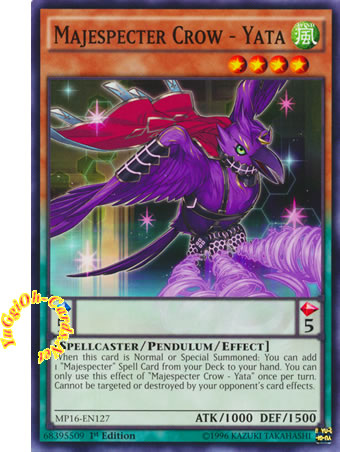 MAJESPECTER CROW - YATA
風
5
YuGgiOh-Cards.Net
[SPELLCASTER/PENDULUM/EFFECT]
When this card is Normal or Special Summoned: You can add
1 "Majespecter" Spell Card from your Deck to your hand. You can
only use this effect of "Majespecter Crow - Yata" once per turn.
Cannot be targeted or destroyed by your opponent's card effects.
MP16-EN127
ATK/1000 DEF/1500
68395509 1st Edition
©1996 KAZUKI TAKAHASHI